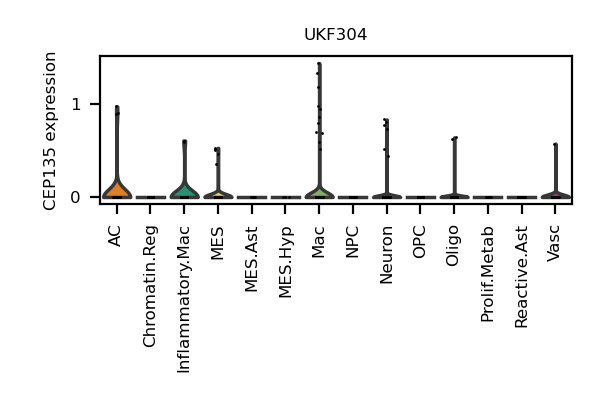 UKF304
CEP135 expression
1
0
AC
Chromatin.Reg
Inflammatory.Mac
MES
MES.Ast
MES.Hyp
Mac
NPC
Neuron
OPC
Oligo
Prolif.Metab
Reactive.Ast
Vasc